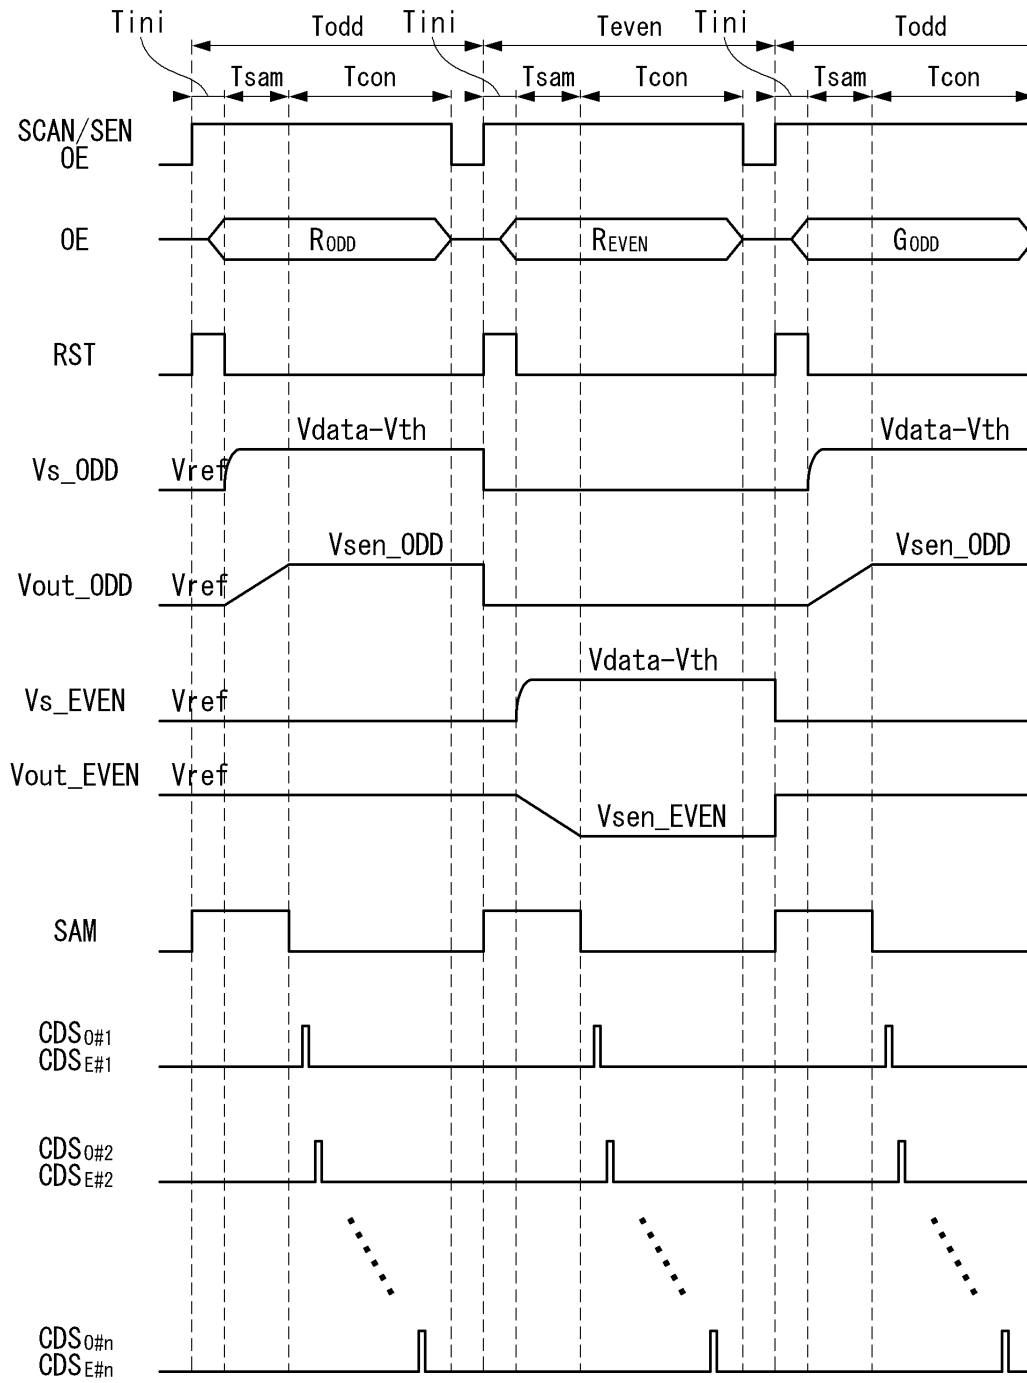 Tini Todd Tini Teven Tini Todd
Tsam Tcon Tsam Tcon Tsam Tcon
SCAN/SEN
OE
OE RODD REVEN GODD
RST
Vdata-Vth Vdata-Vth
Vs_ODD Vref
Vsen_ODD Vsen_ODD
Vout_ODD Vref
Vdata-Vth
Vs_EVEN Vref
Vout_EVEN Vref
Vsen_EVEN
SAM
CDSO#1
CDSE#1
CDSO#2
CDSE#2
CDSO#n
CDSE#n